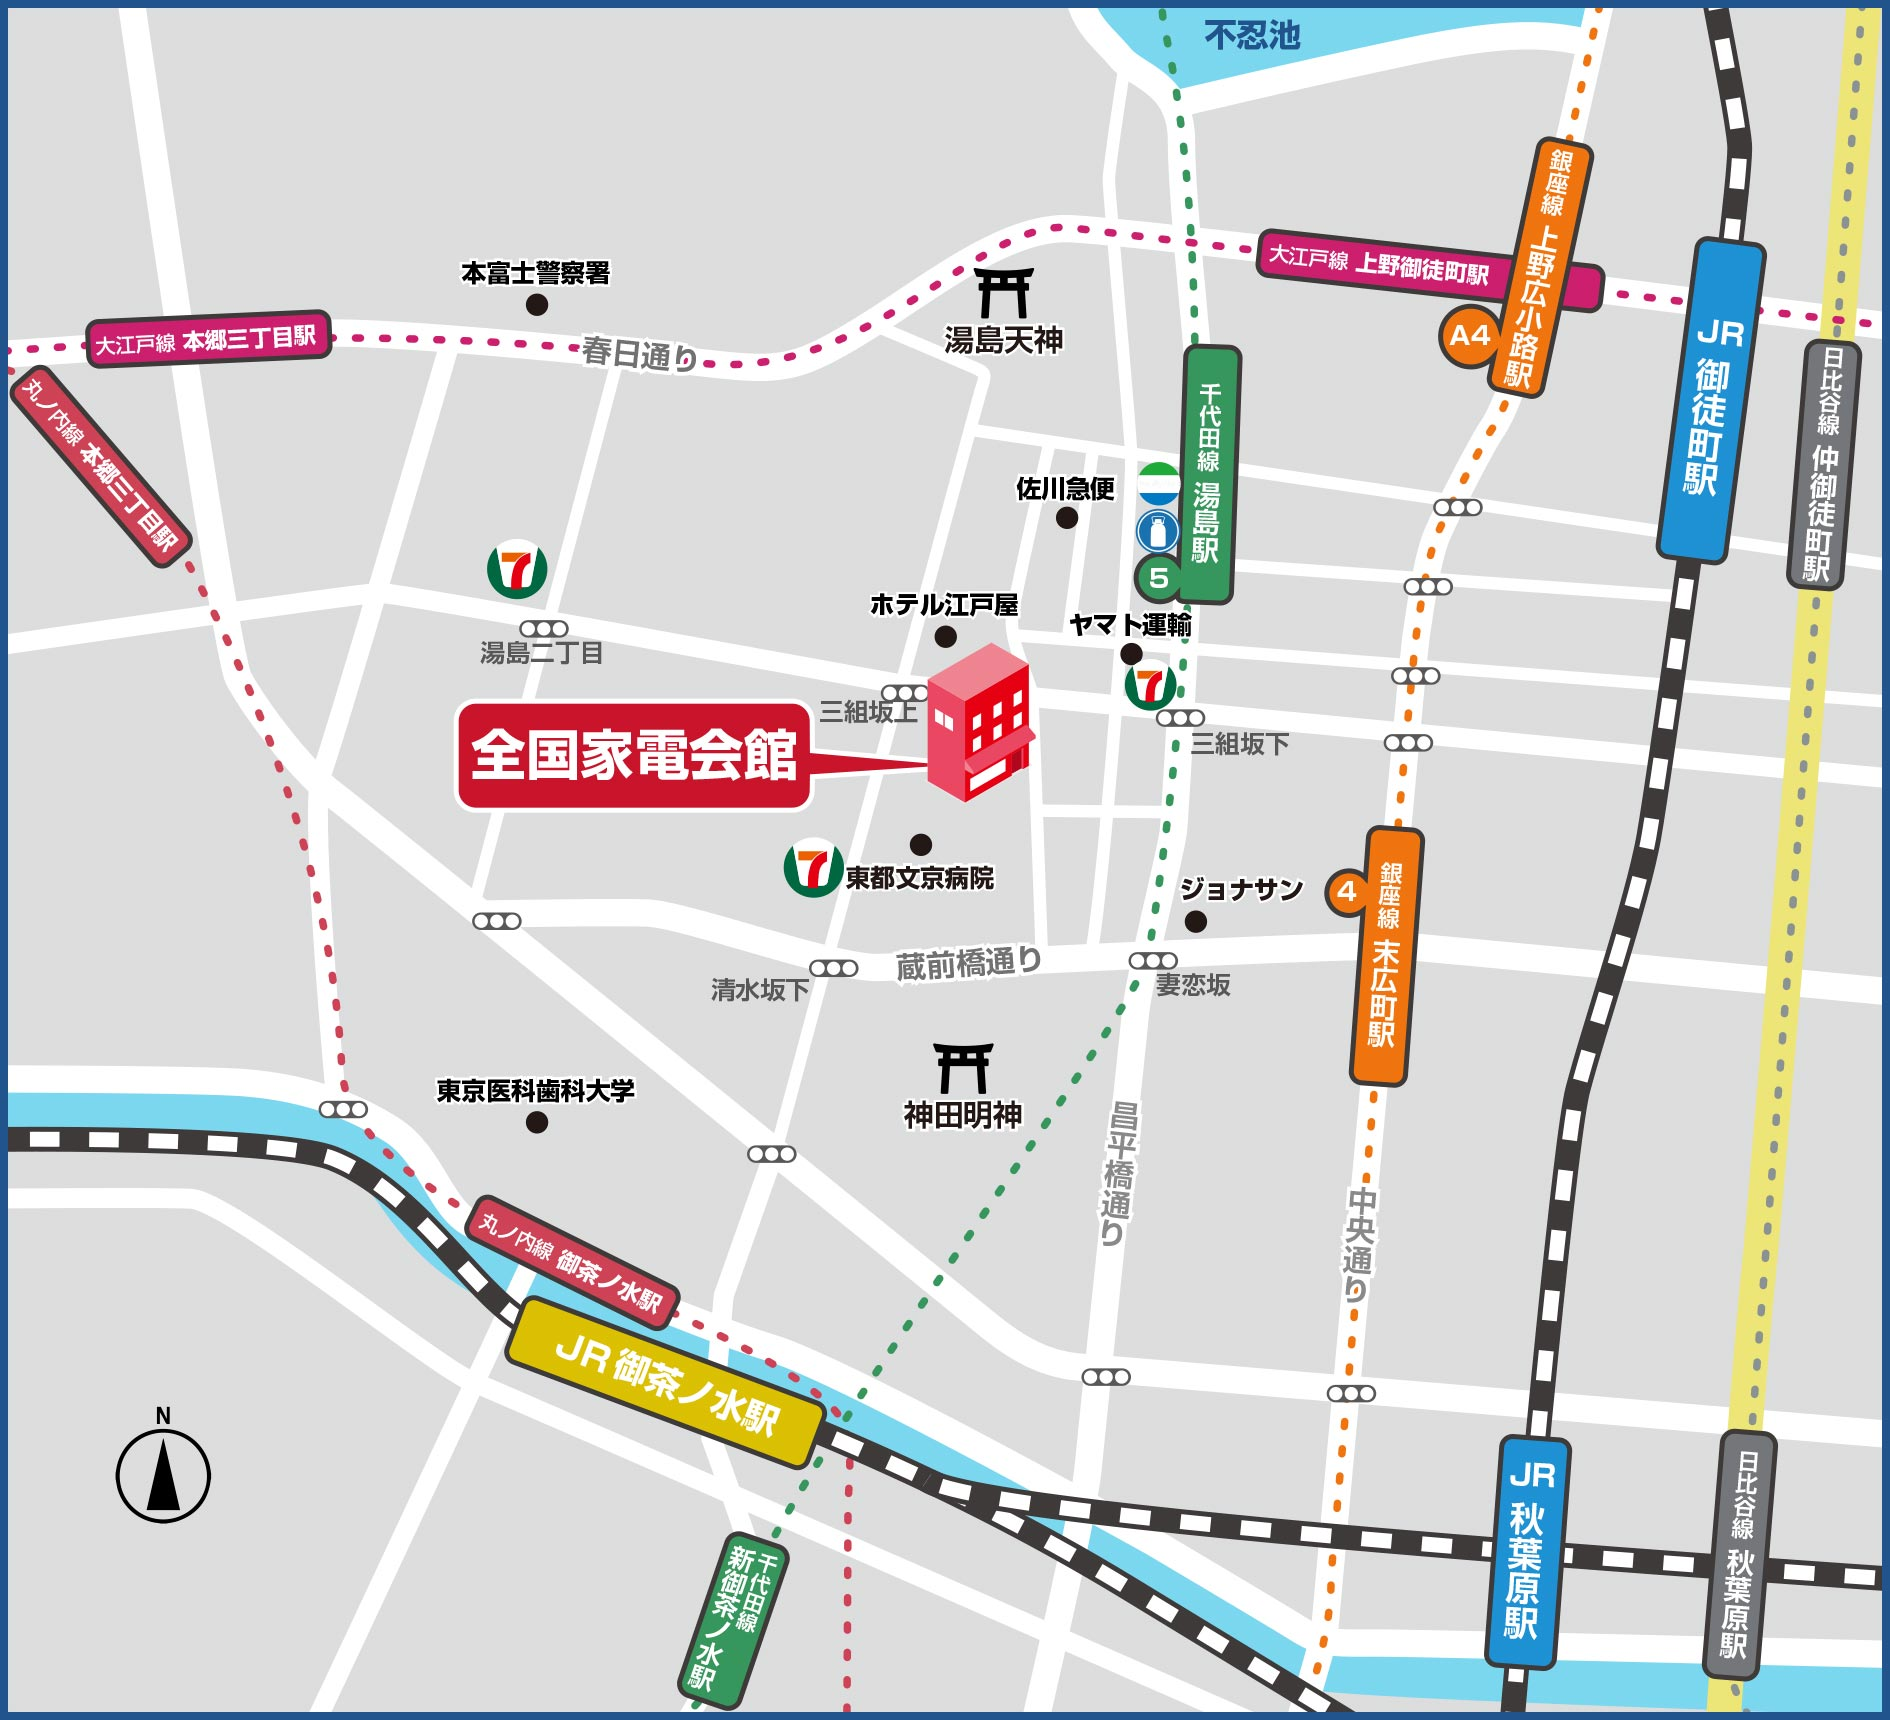 不忍池
銀座線 上野広小路駅
大江戸線 上野御徒町駅
A4
JR 御徒町駅
日比谷線 仲御徒町駅
本富士警察署
湯島天神
大江戸線 本郷三丁目駅
春日通り
丸ノ内線 本郷三丁目駅
千代田線 湯島駅
5
佐川急便
7
湯島二丁目
ホテル江戸屋
ヤマト運輸
7
三組坂上
三組坂下
全国家電会館
7
東都文京病院
ジョナサン
4
銀座線 末広町駅
蔵前橋通り
清水坂下
妻恋坂
東京医科歯科大学
神田明神
昌平橋通り
中央通り
丸ノ内線 御茶ノ水駅
JR 御茶ノ水駅
N
千代田線
新御茶ノ水駅
JR 秋葉原駅
日比谷線 秋葉原駅